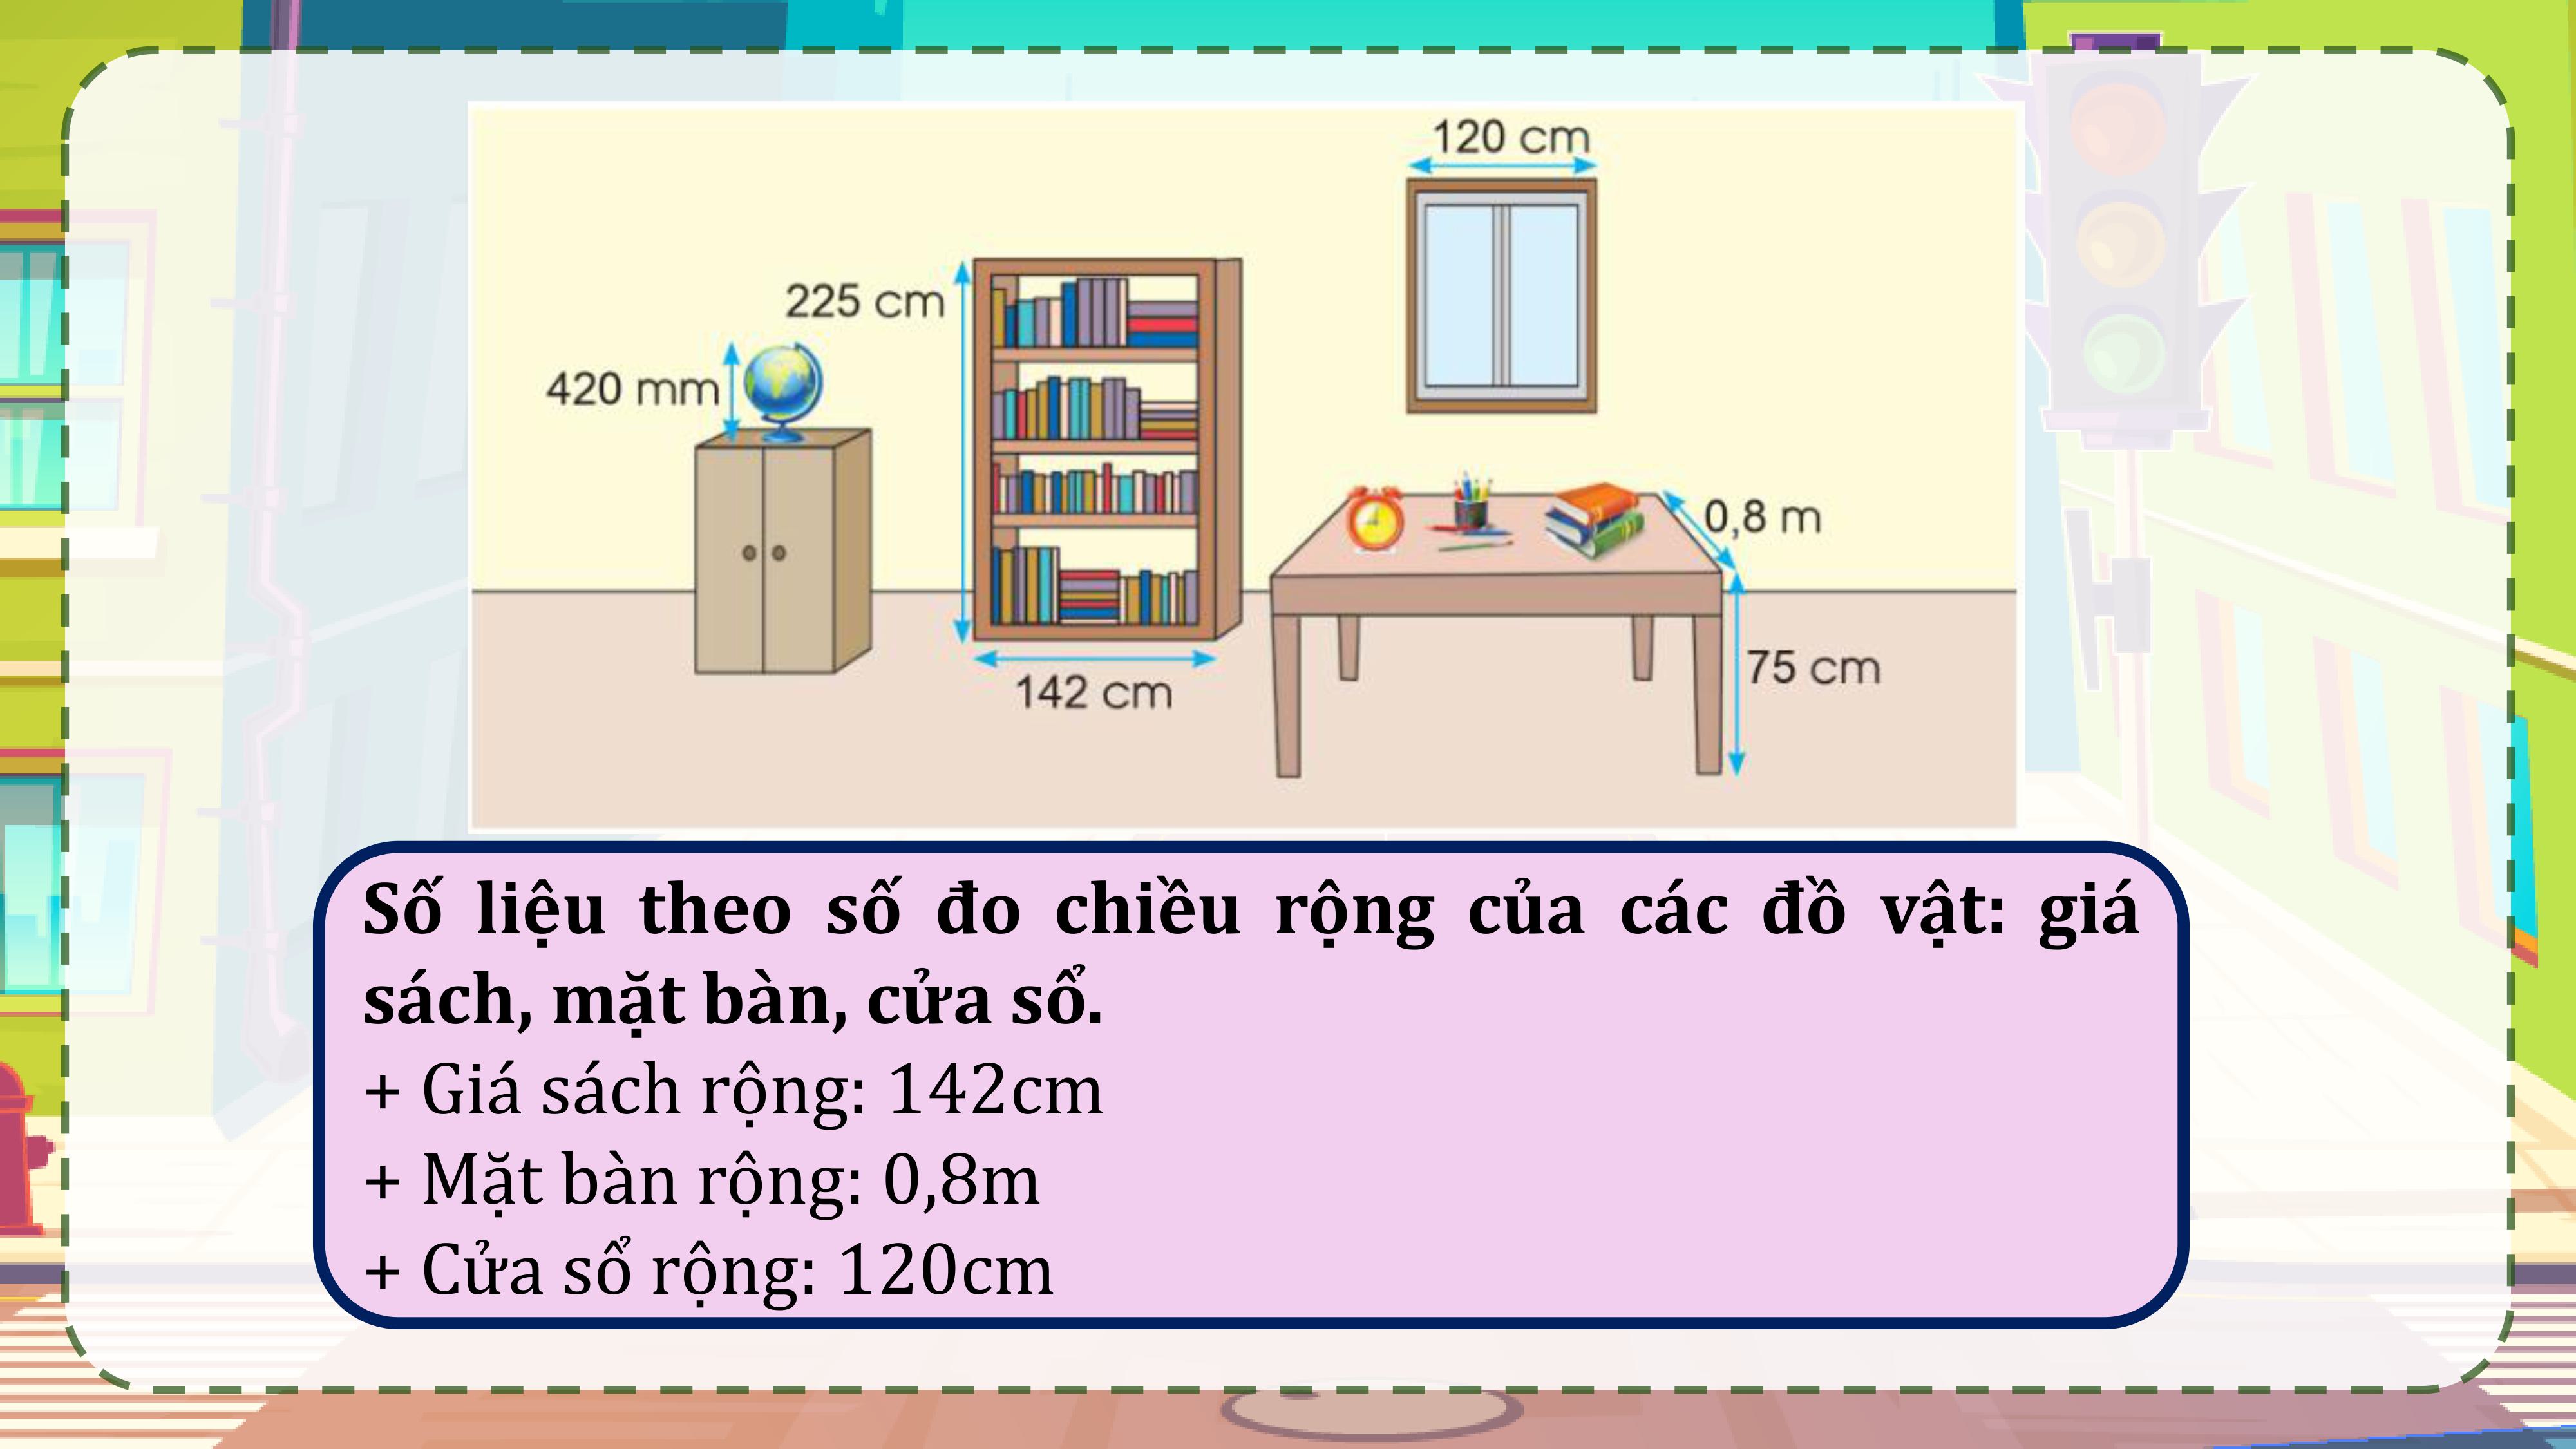 120 cm
225 cm
420 mm
0,8 m
75 cm
142 cm
Số liệu theo số đo chiều rộng của các đồ vật: giá
sách, mặt bàn, cửa sổ.
+ Giá sách rộng: 142cm
+ Mặt bàn rộng: 0,8m
+ Cửa sổ rộng: 120cm